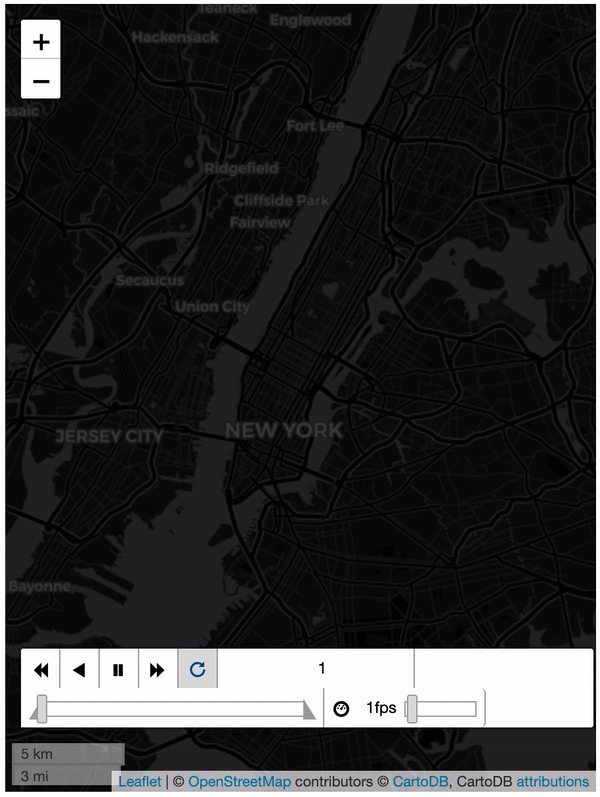 Teaneck
Englewood
+
Hackensack
−
ssaic
Fort Lee
Ridgefield
Cliffside Park
Fairview
Secaucus
Union City
NEW YORK
JERSEY CITY
Bayonne
1
1fps
5 km
3 mi
Leaflet | © OpenStreetMap contributors © CartoDB, CartoDB attributions